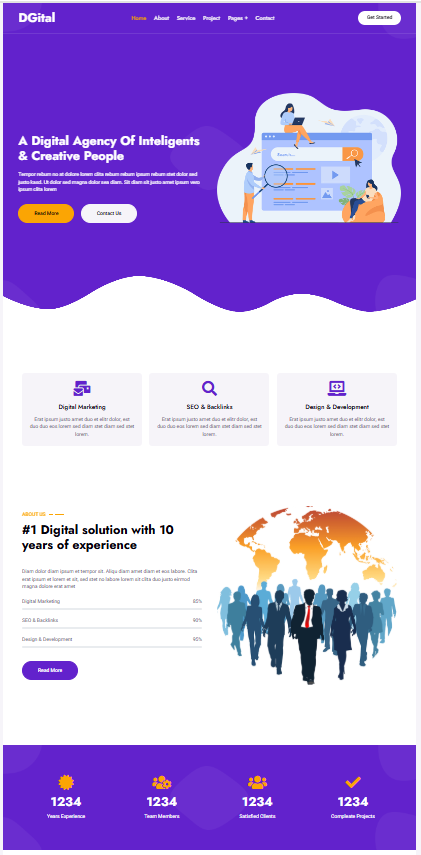 DGital
Home About Service Project Pages + Contact
Get Started
A Digital Agency Of Inteligents
& Creative People
Tempor rebum no at dolore lorem clita rebum rebum ipsum rebum stet dolor sed
justo kasd. Ut dolor sed magna dolor sea diam. Sit diam sit justo amet ipsum vero
ipsum clita lorem
Read More
Contact Us
Digital Marketing
Erat ipsum justo amet duo et elitr dolor, est
duo duo eos lorem sed diam stet diam sed stet
lorem.
SEO & Backlinks
Erat ipsum justo amet duo et elitr dolor, est
duo duo eos lorem sed diam stet diam sed stet
lorem.
Design & Development
Erat ipsum justo amet duo et elitr dolor, est
duo duo eos lorem sed diam stet diam sed stet
lorem.
ABOUT US
#1 Digital solution with 10
years of experience
Diam dolor diam ipsum et tempor sit. Aliqu diam amet diam et eos labore. Clita
erat ipsum et lorem et sit, sed stet no labore lorem sit clita duo justo eirmod
magna dolore erat amet
Digital Marketing 85%
SEO & Backlinks 90%
Design & Development 95%
Read More
1234 1234 1234 1234
Years Experience Team Members Satisfied Clients Compleate Projects